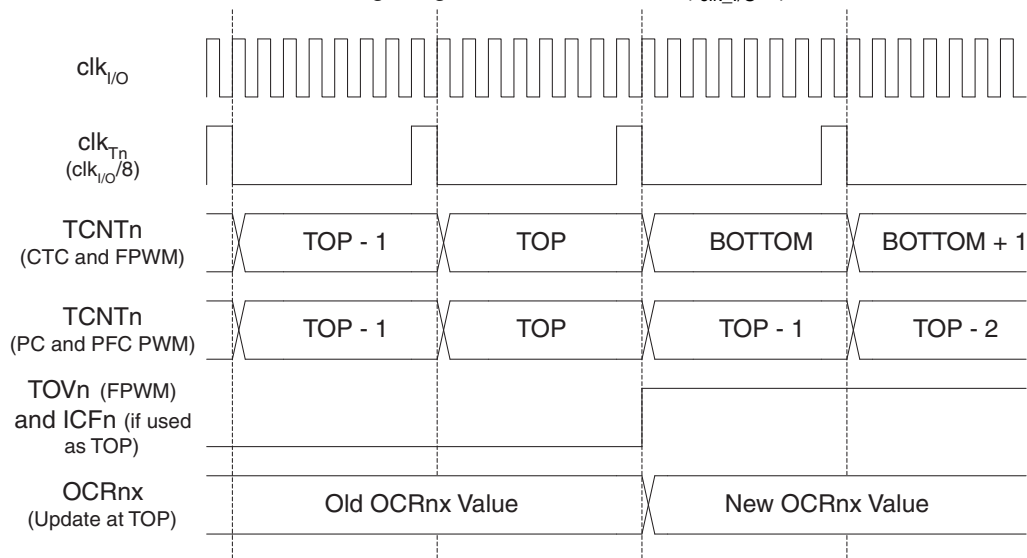 clkI/O
clkTn
(clkI/O/8)
TCNTn
(CTC and FPWM)
TOP - 1
TOP
BOTTOM
BOTTOM + 1
TCNTn
(PC and PFC PWM)
TOP - 1
TOP
TOP - 1
TOP - 2
TOVn (FPWM)
and ICFn (if used
as TOP)
OCRnx
(Update at TOP)
Old OCRnx Value
New OCRnx Value